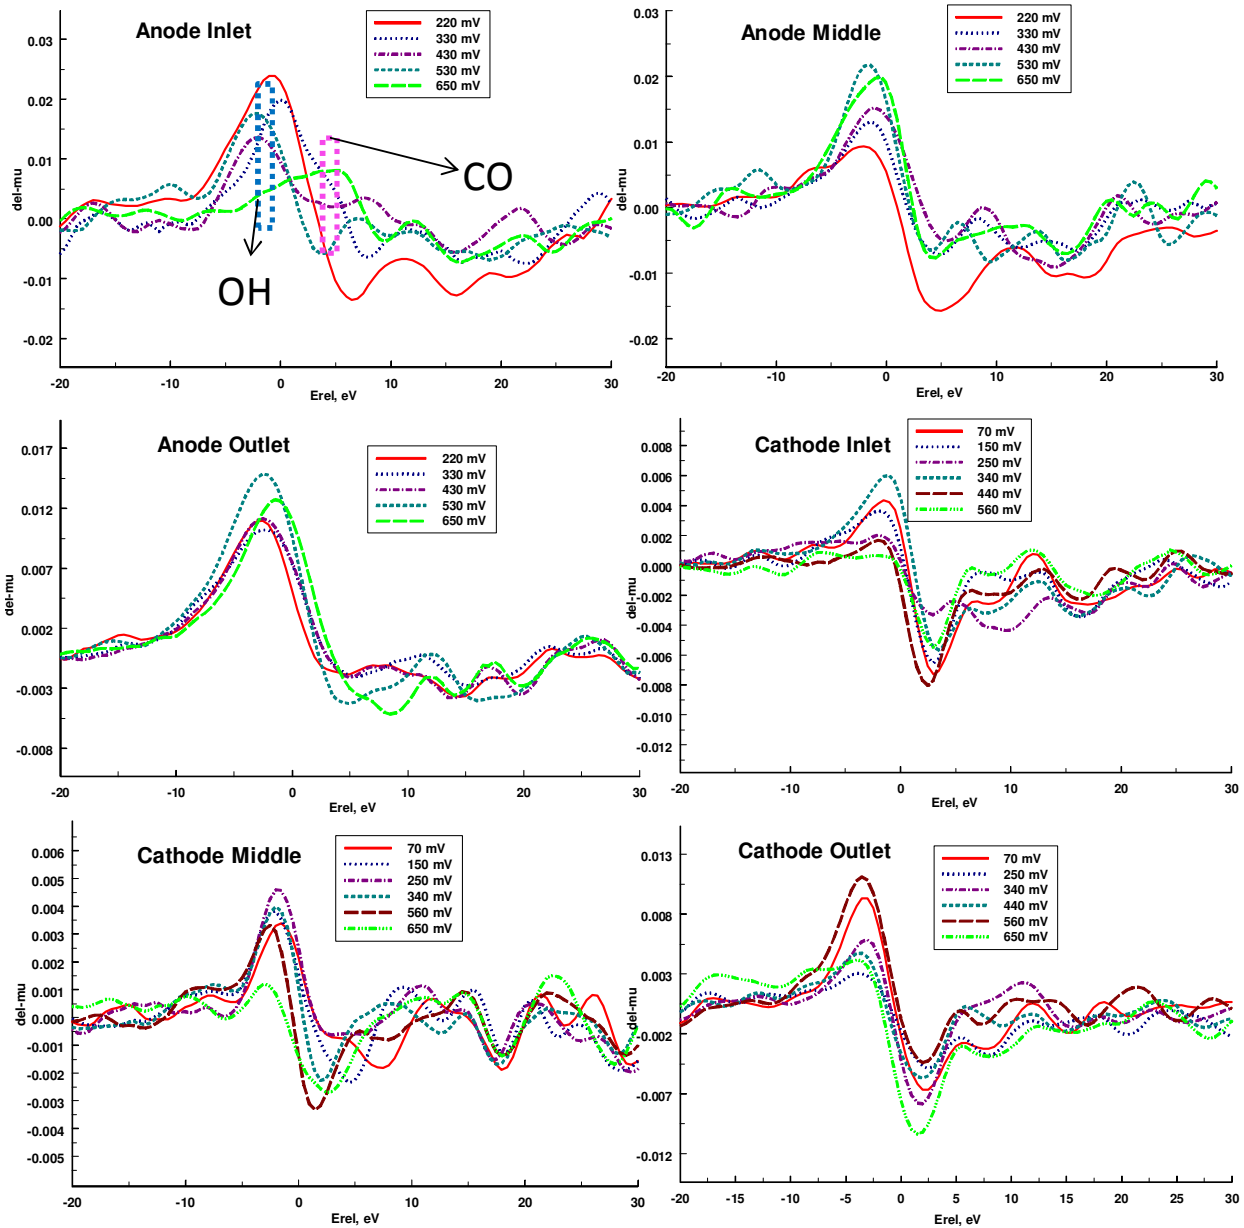 Anode Inlet
220 mV
330 mV
430 mV
530 mV
650 mV
0.03
0.02
0.01
0.00
-0.01
-0.02
del-mu
OH
CO
-20
-10
0
10
20
30
Erel, eV
Anode Middle
220 mV
330 mV
430 mV
530 mV
650 mV
0.03
0.02
0.01
0.00
-0.01
0.02
del-mu
-20
-10
0
10
20
30
Erel, eV
Anode Outlet
220 mV
330 mV
430 mV
530 mV
650 mV
0.017
0.012
0.007
0.002
-0.003
-0.008
del-mu
-20
-10
0
10
20
30
Erel, eV
Cathode Inlet
70 mV
150 mV
250 mV
340 mV
440 mV
560 mV
0.008
0.006
0.004
0.002
0.000
-0.002
-0.004
-0.006
-0.008
-0.010
-0.012
del-mu
-20
-10
0
10
20
30
Erel, eV
Cathode Middle
70 mV
150 mV
250 mV
340 mV
560 mV
650 mV
0.006
0.005
0.004
0.003
0.001
0.000
-0.001
-0.002
-0.003
-0.004
-0.005
-20
-10
0
10
20
30
Erel, eV
Cathode Outlet
70 mV
250 mV
340 mV
440 mV
560 mV
650 mV
0.013
0.008
0.003
-0.002
-0.007
-0.012
del-mu
-20
-15
-10
-5
0
5
10
15
20
25
30
Erel, eV